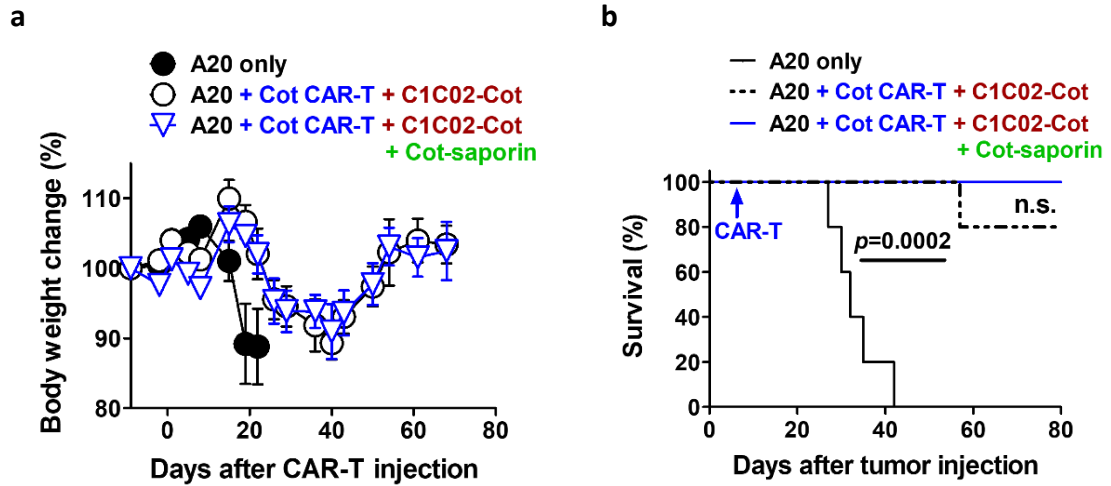 a
A20 only
A20 + Cot CAR-T + C1C02-Cot
A20 + Cot CAR-T + C1C02-Cot
+ Cot-saporin
Body weight change (%)
110
100
90
80
0 20 40 60 80
Days after CAR-T injection
b
A20 only
A20 + Cot CAR-T + C1C02-Cot
A20 + Cot CAR-T + C1C02-Cot
+ Cot-saporin
Survival (%)
100
80
60
40
20
0
CAR-T
n.s.
p=0.0002
0 20 40 60 80
Days after tumor injection